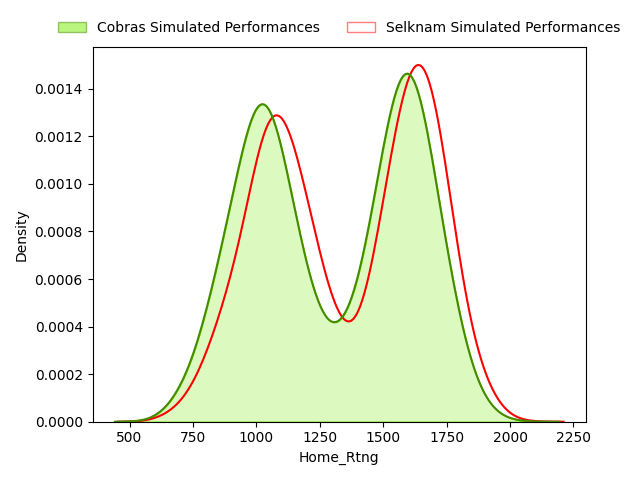 Cobras Simulated Performances Selknam Simulated Performances
0.0014
0.0012
0.0010
0.0008
0.0006
0.0004
0.0002
0.0000
Density
500 750 1000 1250 1500 1750 2000 2250
Home_Rtng